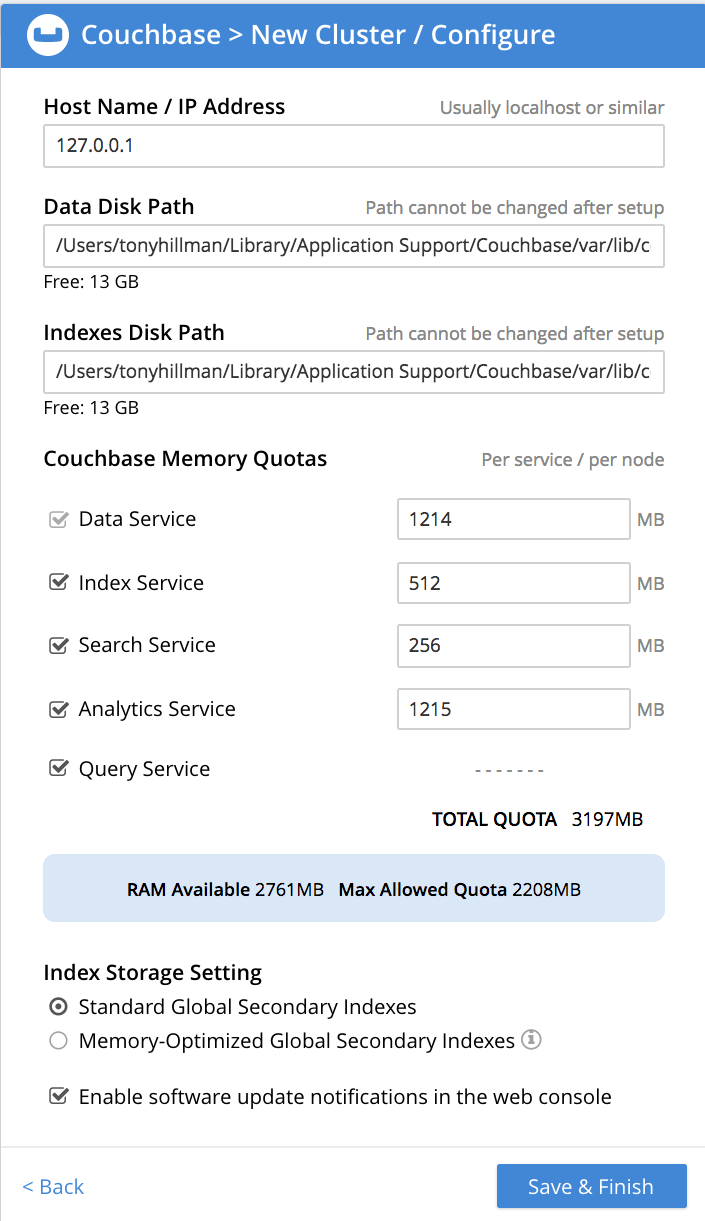 Couchbase > New Cluster / Configure
Host Name / IP Address Usually localhost or similar
127.0.0.1
Data Disk Path Path cannot be changed after setup
/Users/tonyhillman/Library/Application Support/Couchbase/var/lib/c
Free: 13 GB
Indexes Disk Path Path cannot be changed after setup
/Users/tonyhillman/Library/Application Support/Couchbase/var/lib/c
Free: 13 GB
Couchbase Memory Quotas Per service / per node
Data Service 1214 MB
Index Service 512 MB
Search Service 256 MB
Analytics Service 1215 MB
Query Service -------
TOTAL QUOTA 3197MB
RAM Available 2761MB Max Allowed Quota 2208MB
Index Storage Setting
Standard Global Secondary Indexes
Memory-Optimized Global Secondary Indexes
Enable software update notifications in the web console
< Back Save & Finish